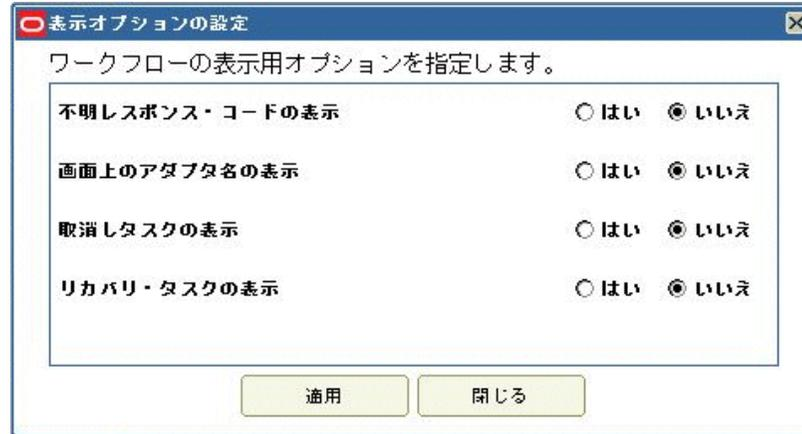 表示オプションの設定
ワークフローの表示用オプションを指定します。
不明レスポンス・コードの表示 はい いいえ
画面上のアダプタ名の表示 はい いいえ
取消しタスクの表示 はい いいえ
リカバリ・タスクの表示 はい いいえ
適用 閉じる